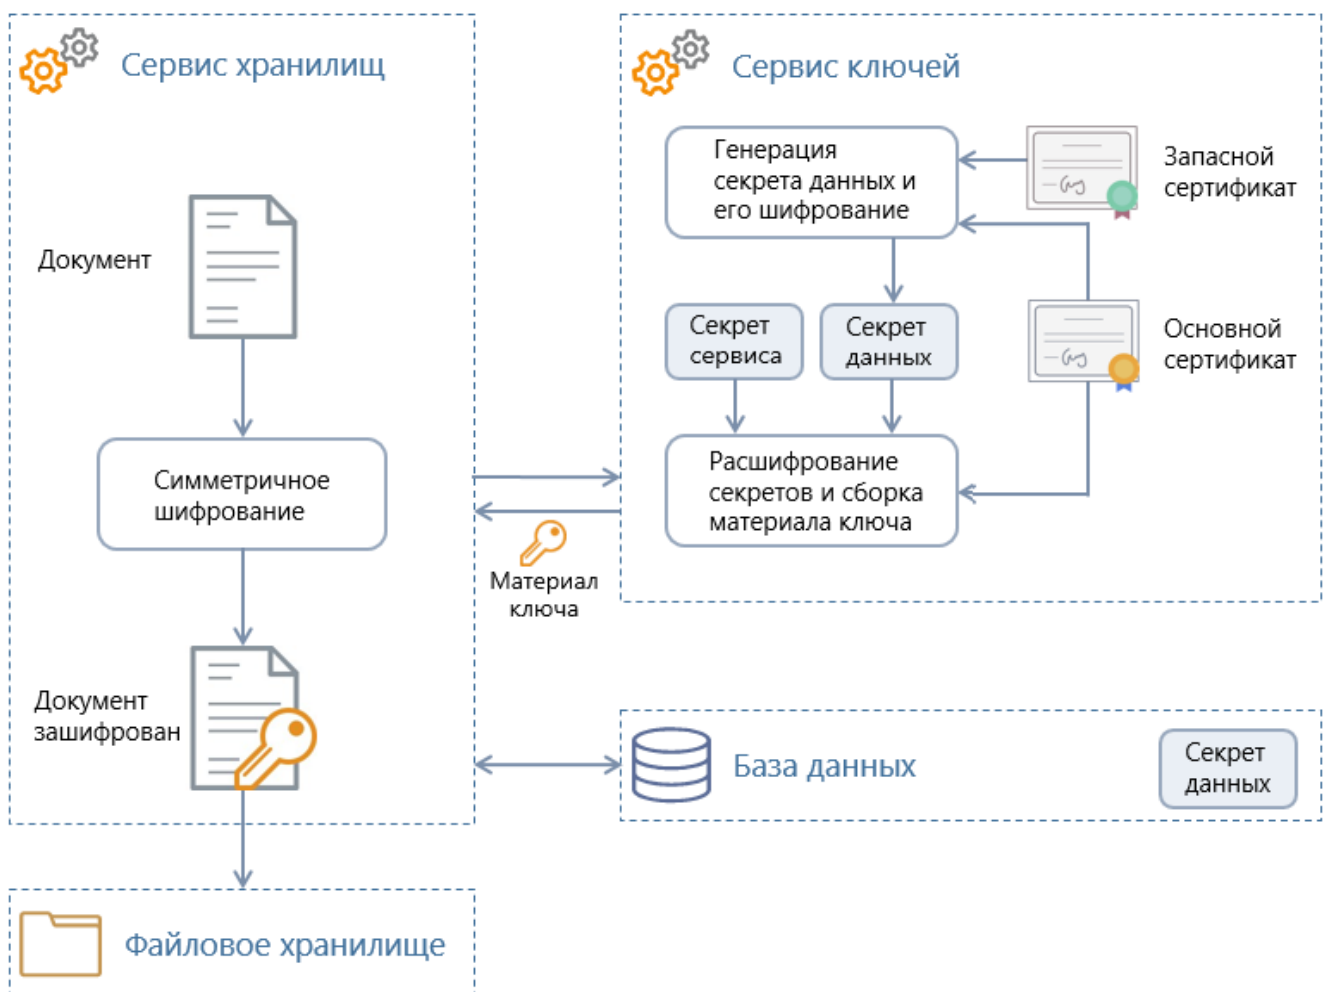 Сервис хранилищ
Документ
Симметричное
шифрование
Документ
зашифрован
Файловое хранилище
Материал
ключа
Сервис ключей
Генерация
секрета данных и
его шифрование
Запасной
сертификат
Секрет
сервиса
Секрет
данных
Основной
сертификат
Расшифрование
секретов и сборка
материала ключа
База данных
Секрет
данных